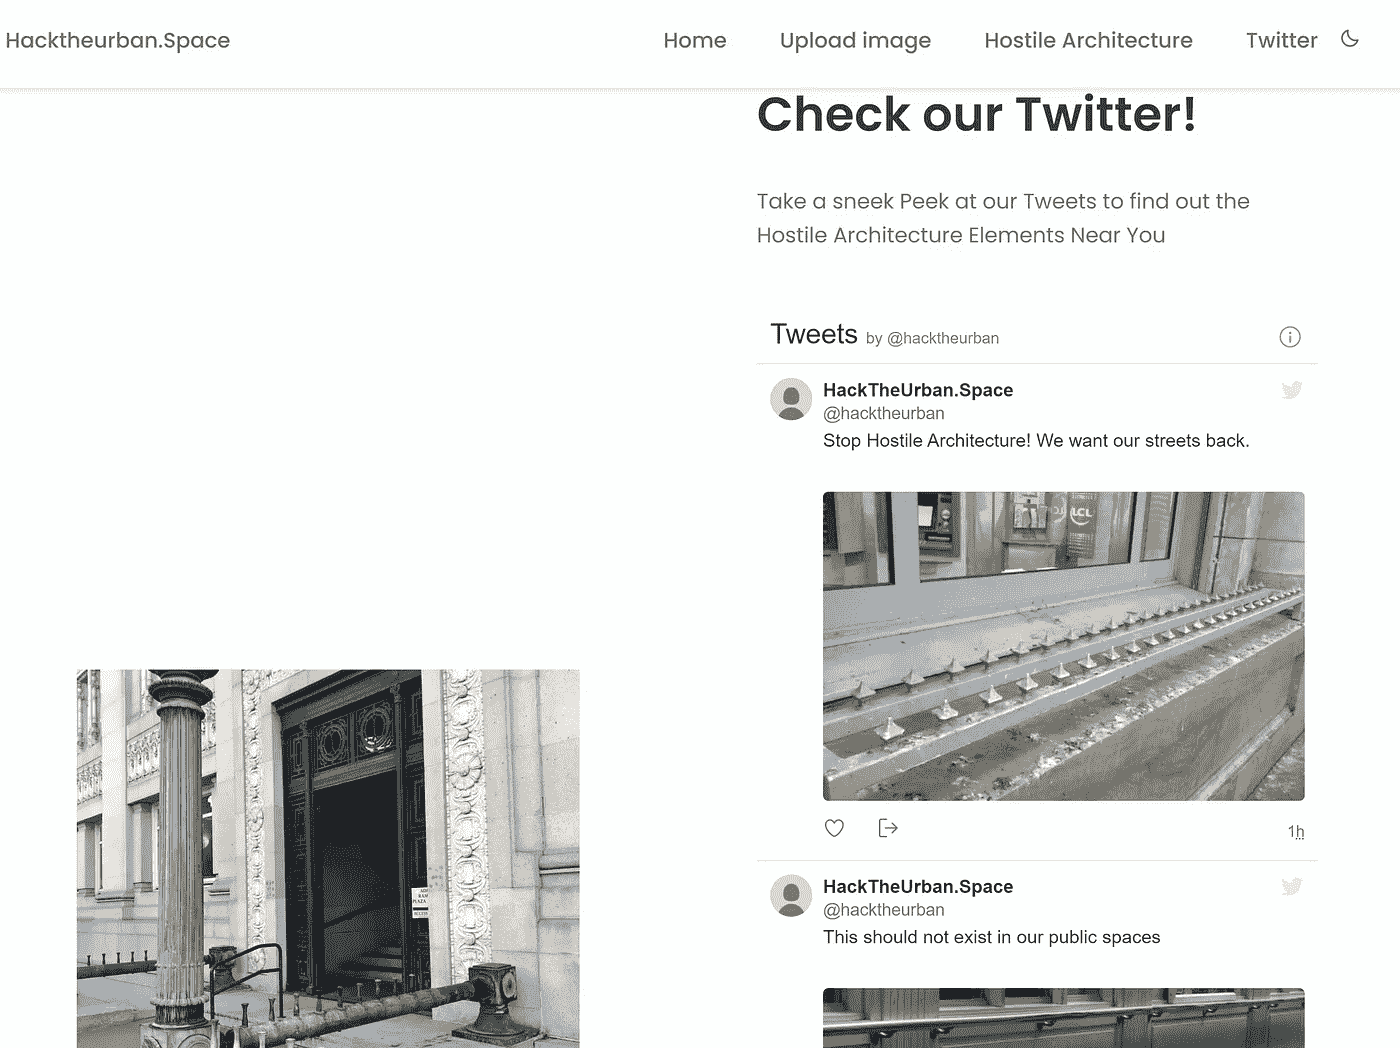 Hacktheurban.Space
Home
Upload image
Hostile Architecture
Twitter
Check our Twitter!
Take a sneek Peek at our Tweets to find out the
Hostile Architecture Elements Near You
Tweets by @hacktheurban
HackTheUrban.Space
@hacktheurban
Stop Hostile Architecture! We want our streets back.
LCL
1h
HackTheUrban.Space
@hacktheurban
This should not exist in our public spaces